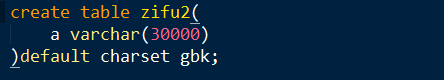 create table zifu2(
a varchar(30000)
)default charset gbk;